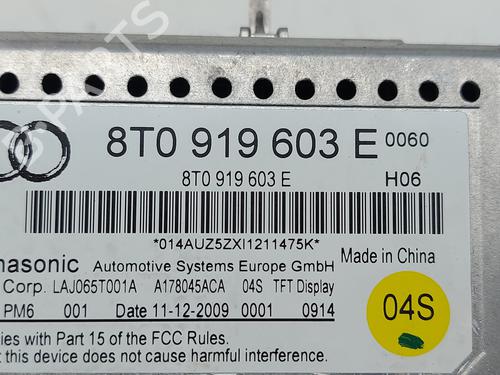 8T0 919 603 E 0060
8T0 919 603 E H06
*014AUZ5ZXI1211475K*
Made in China
nasonic Automotive Systems Europe GmbH
Corp. LAJ065T001A A178045ACA 04S TFT Display
PM6 001 Date 11-12-2009 0001 0914
04S
ies with Part 15 of the FCC Rules.
t this device does not cause harmful interference.